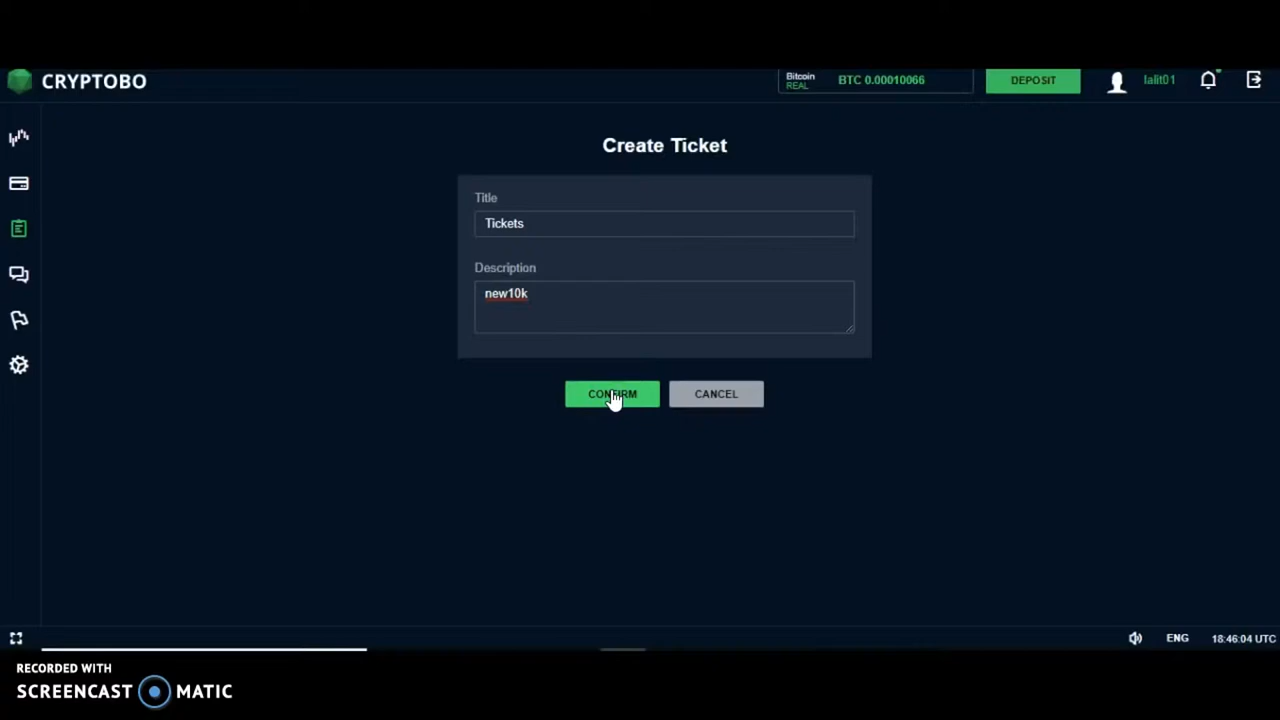 CRYPTOBO
Bitcoin
REAL
BTC 0.00010066
DEPOSIT
lalit01
Create Ticket
Title
Tickets
Description
new10k
CONFIRM
CANCEL
ENG
18:46:04 UTC
RECORDED WITH
SCREENCAST MATIC